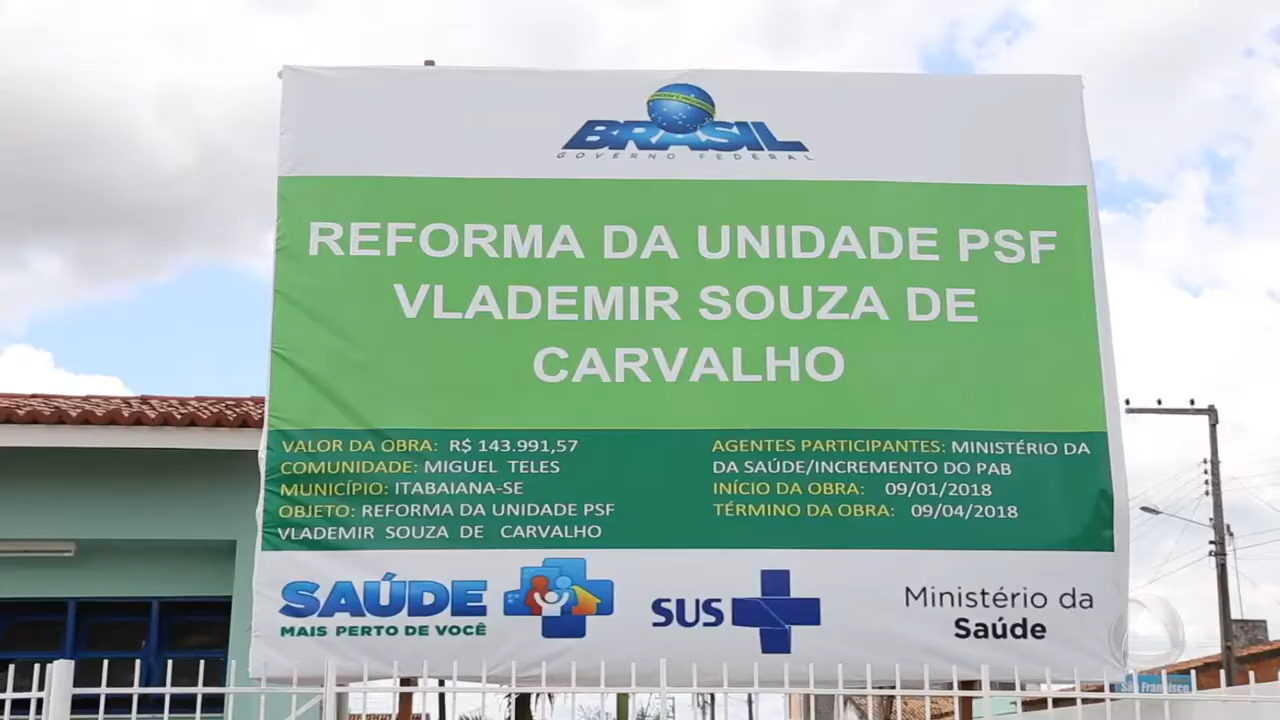 BRASIL
GOVERNO FEDERAL
REFORMA DA UNIDADE PSF
VLADEMIR SOUZA DE
CARVALHO
VALOR DA OBRA: R$ 143.991,57
COMUNIDADE: MIGUEL TELES
MUNICÍPIO: ITABAIANA-SE
OBJETO: REFORMA DA UNIDADE PSF
VLADEMIR SOUZA DE CARVALHO
AGENTES PARTICIPANTES: MINISTÉRIO DA
DA SAÚDE/INCREMENTO DO PAB
INÍCIO DA OBRA: 09/01/2018
TÉRMINO DA OBRA: 09/04/2018
SAÚDE
MAIS PERTO DE VOCÊ
SUS
Ministério da
Saúde
São Francisco